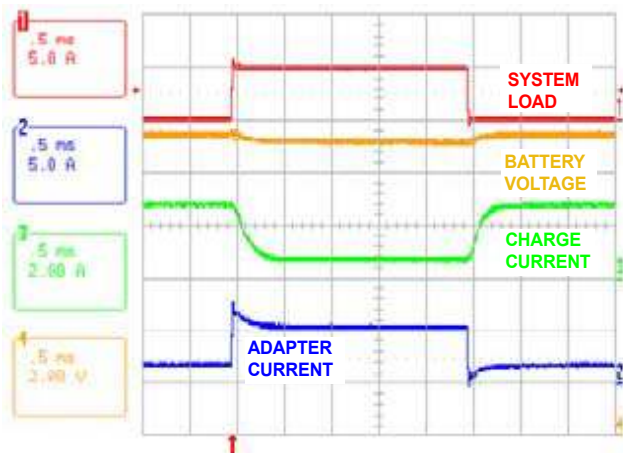 1
.5 ms
5.0 A
2
.5 ms
5.0 A
3
.5 ms
2.00 A
4
.5 ms
2.00 V
SYSTEM
LOAD
BATTERY
VOLTAGE
CHARGE
CURRENT
ADAPTER
CURRENT